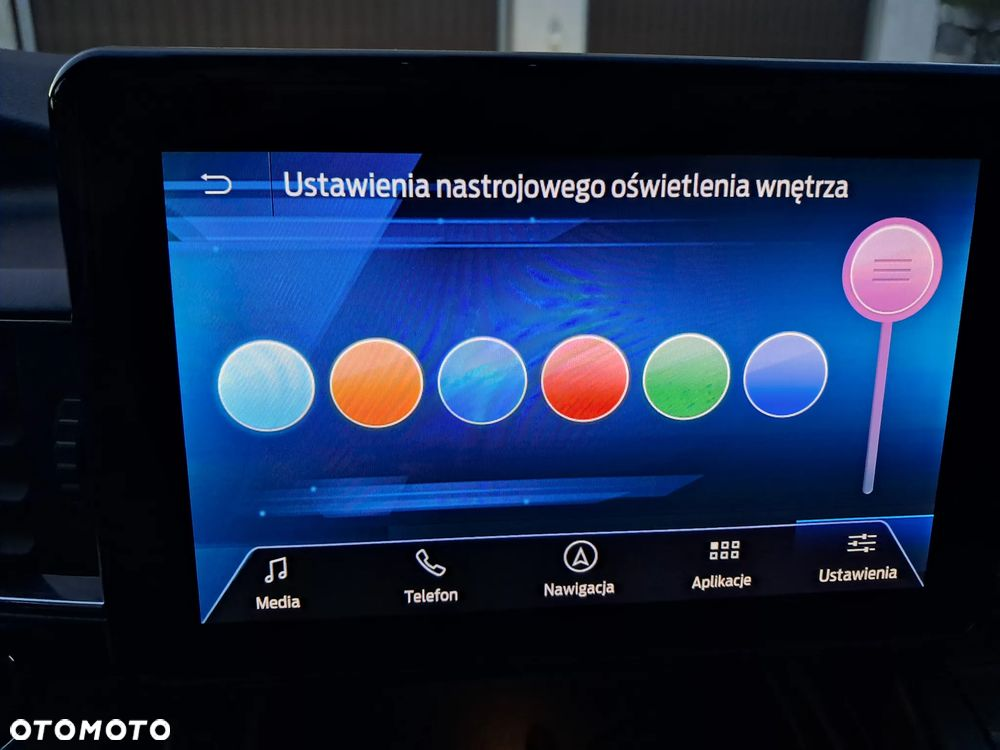 Ustawienia nastrojowego oświetlenia wnętrza
Media
Telefon
Nawigacja
Aplikacje
Ustawienia
OTOMOTO